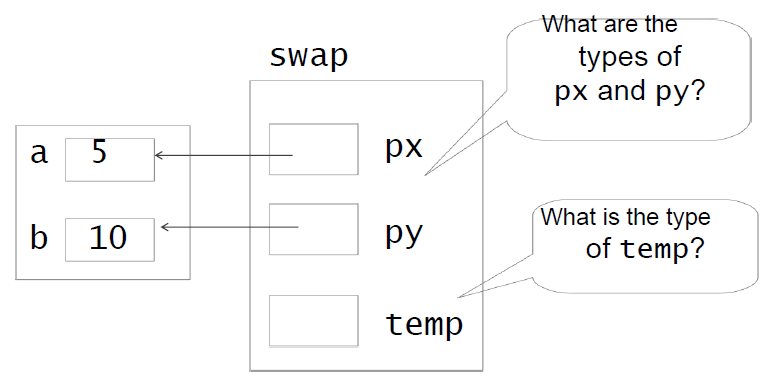 swap
What are the
types of
px and py?
a 5
px
b 10
py
What is the type
of temp?
temp